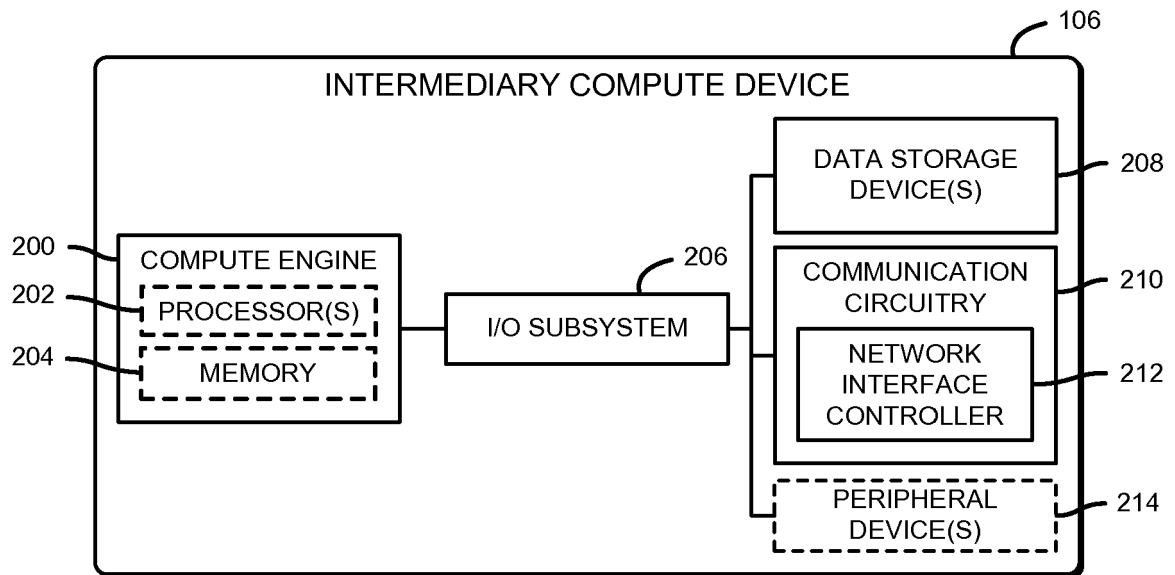 106
INTERMEDIARY COMPUTE DEVICE
DATA STORAGE
DEVICE(S)
208
200
COMPUTE ENGINE
202
PROCESSOR(S)
204
MEMORY
206
I/O SUBSYSTEM
COMMUNICATION
CIRCUITRY
210
NETWORK
INTERFACE
CONTROLLER
212
PERIPHERAL
DEVICE(S)
214